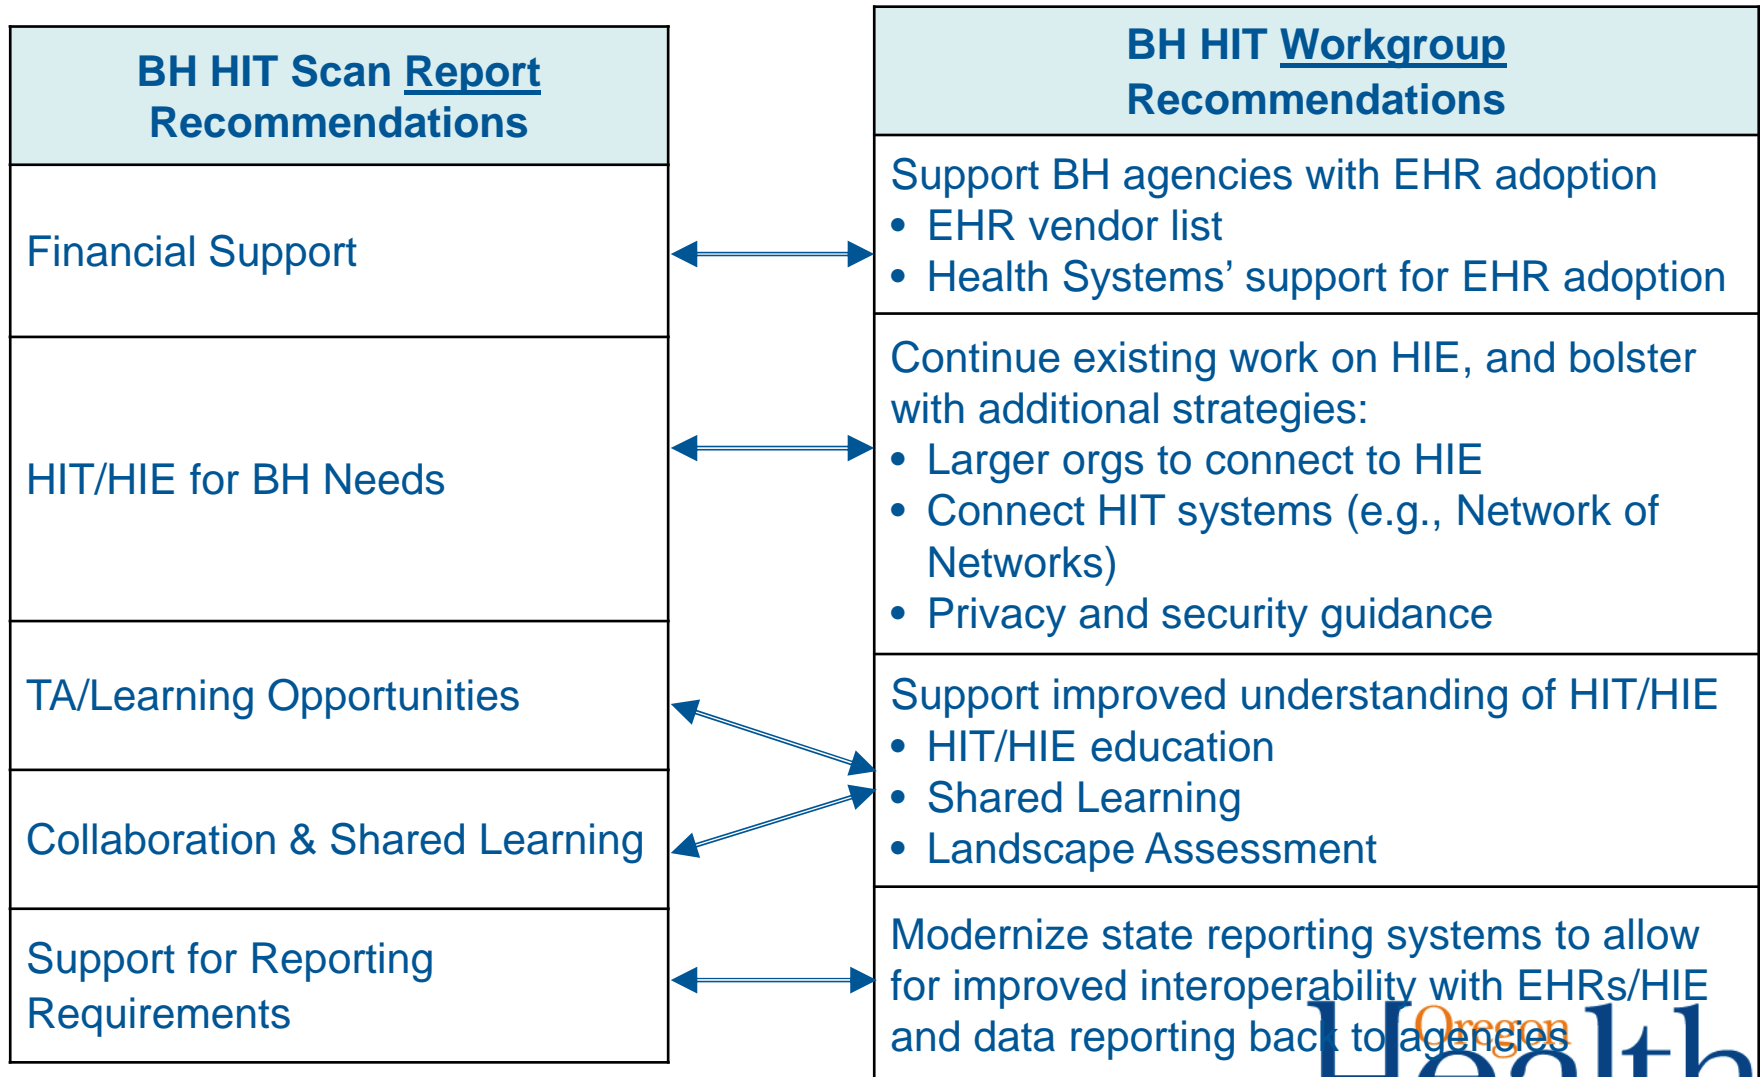 BH HIT Scan Report
Recommendations
Financial Support
HIT/HIE for BH Needs
TA/Learning Opportunities
Collaboration & Shared Learning
Support for Reporting
Requirements
BH HIT Workgroup
Recommendations
Support BH agencies with EHR adoption
• EHR vendor list
• Health Systems’ support for EHR adoption
Continue existing work on HIE, and bolster
with additional strategies:
• Larger orgs to connect to HIE
• Connect HIT systems (e.g., Network of
Networks)
• Privacy and security guidance
Support improved understanding of HIT/HIE
• HIT/HIE education
• Shared Learning
• Landscape Assessment
Modernize state reporting systems to allow
for improved interoperability with EHRs/HIE
and data reporting back to agencies
Oregon
Health